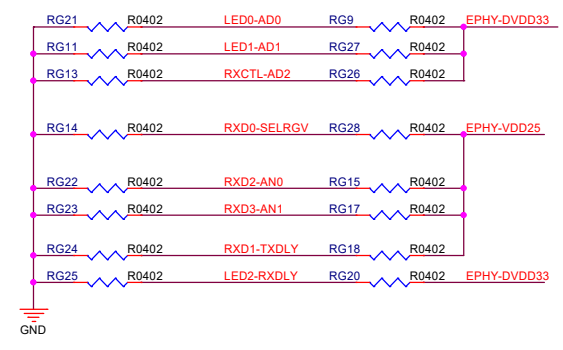 RG21 R0402 LED0-AD0 RG9 R0402 EPHY-DVDD33
RG11 R0402 LED1-AD1 RG27 R0402
RG13 R0402 RXCTL-AD2 RG26 R0402
RG14 R0402 RXD0-SELRGV RG28 R0402 EPHY-VDD25
RG22 R0402 RXD2-AN0 RG15 R0402
RG23 R0402 RXD3-AN1 RG17 R0402
RG24 R0402 RXD1-TXDLY RG18 R0402
RG25 R0402 LED2-RXDLY RG20 R0402 EPHY-DVDD33
GND